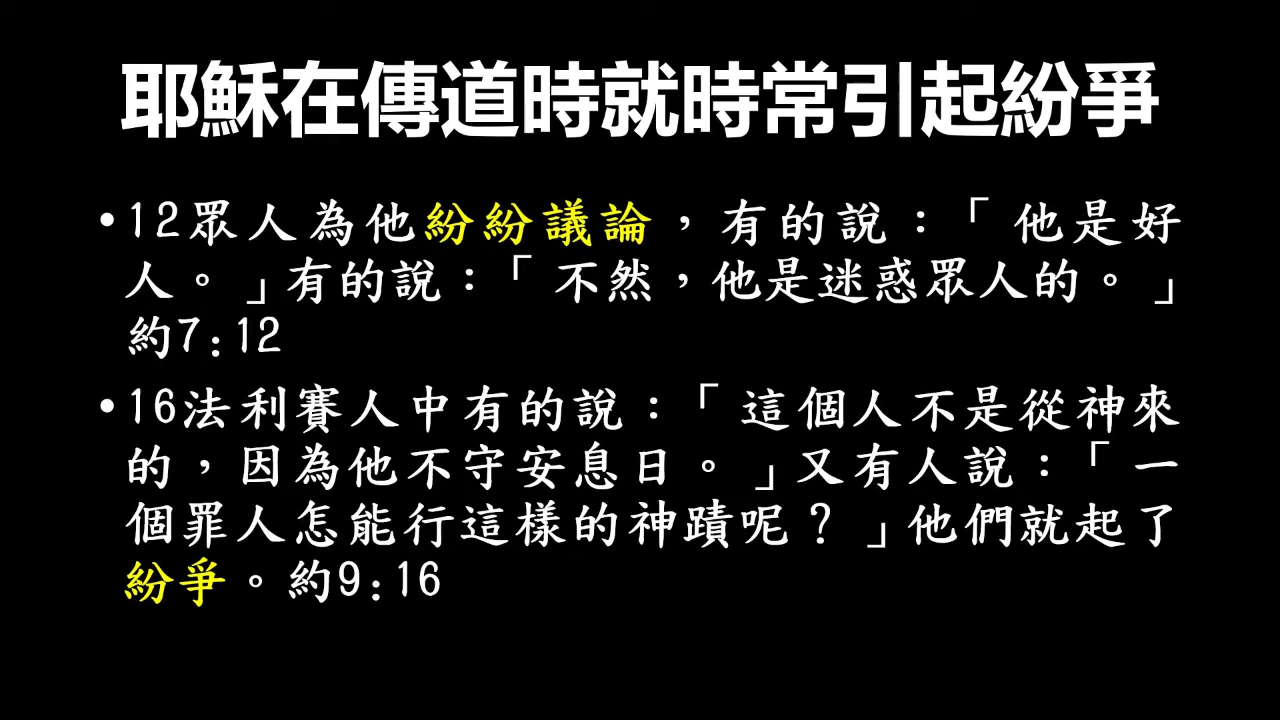 耶穌在傳道時就時常引起紛爭
•12眾人為他紛紛議論，有的說：「他是好
人。」有的說：「不然，他是迷惑眾人的。」
約7:12
•16法利賽人中有的說：「這個人不是從神來
的，因為他不守安息日。」又有人說：「一
個罪人怎能行這樣的神蹟呢？」他們就起了
紛爭。約9:16